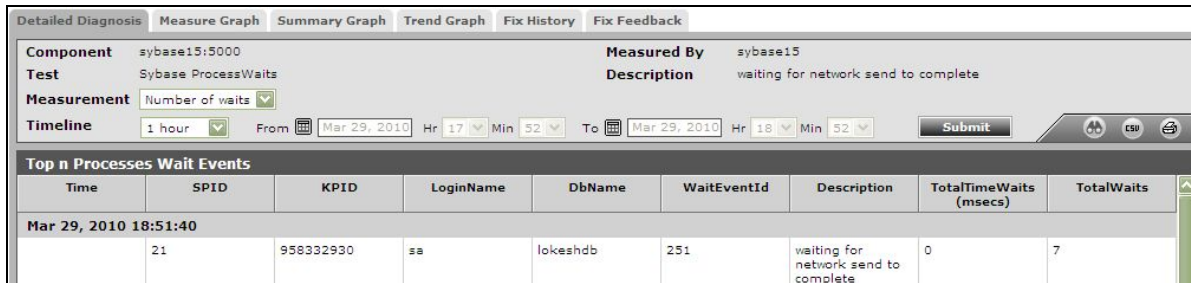 Detailed Diagnosis Measure Graph Summary Graph Trend Graph Fix History Fix Feedback
Component sybase15:5000 Measured By sybase15
Test Sybase ProcessWaits Description waiting for network send to complete
Measurement Number of waits
Timeline 1 hour From Mar 29, 2010 Hr 17 Min 52 To Mar 29, 2010 Hr 18 Min 52 Submit CSV
Top n Processes Wait Events
Time SPID KPID LoginName DbName WaitEventId Description TotalTimeWaits TotalWaits
(msecs)
Mar 29, 2010 18:51:40
21 958332930 sa lokeshdb 251 waiting for 0 7
network send to
complete